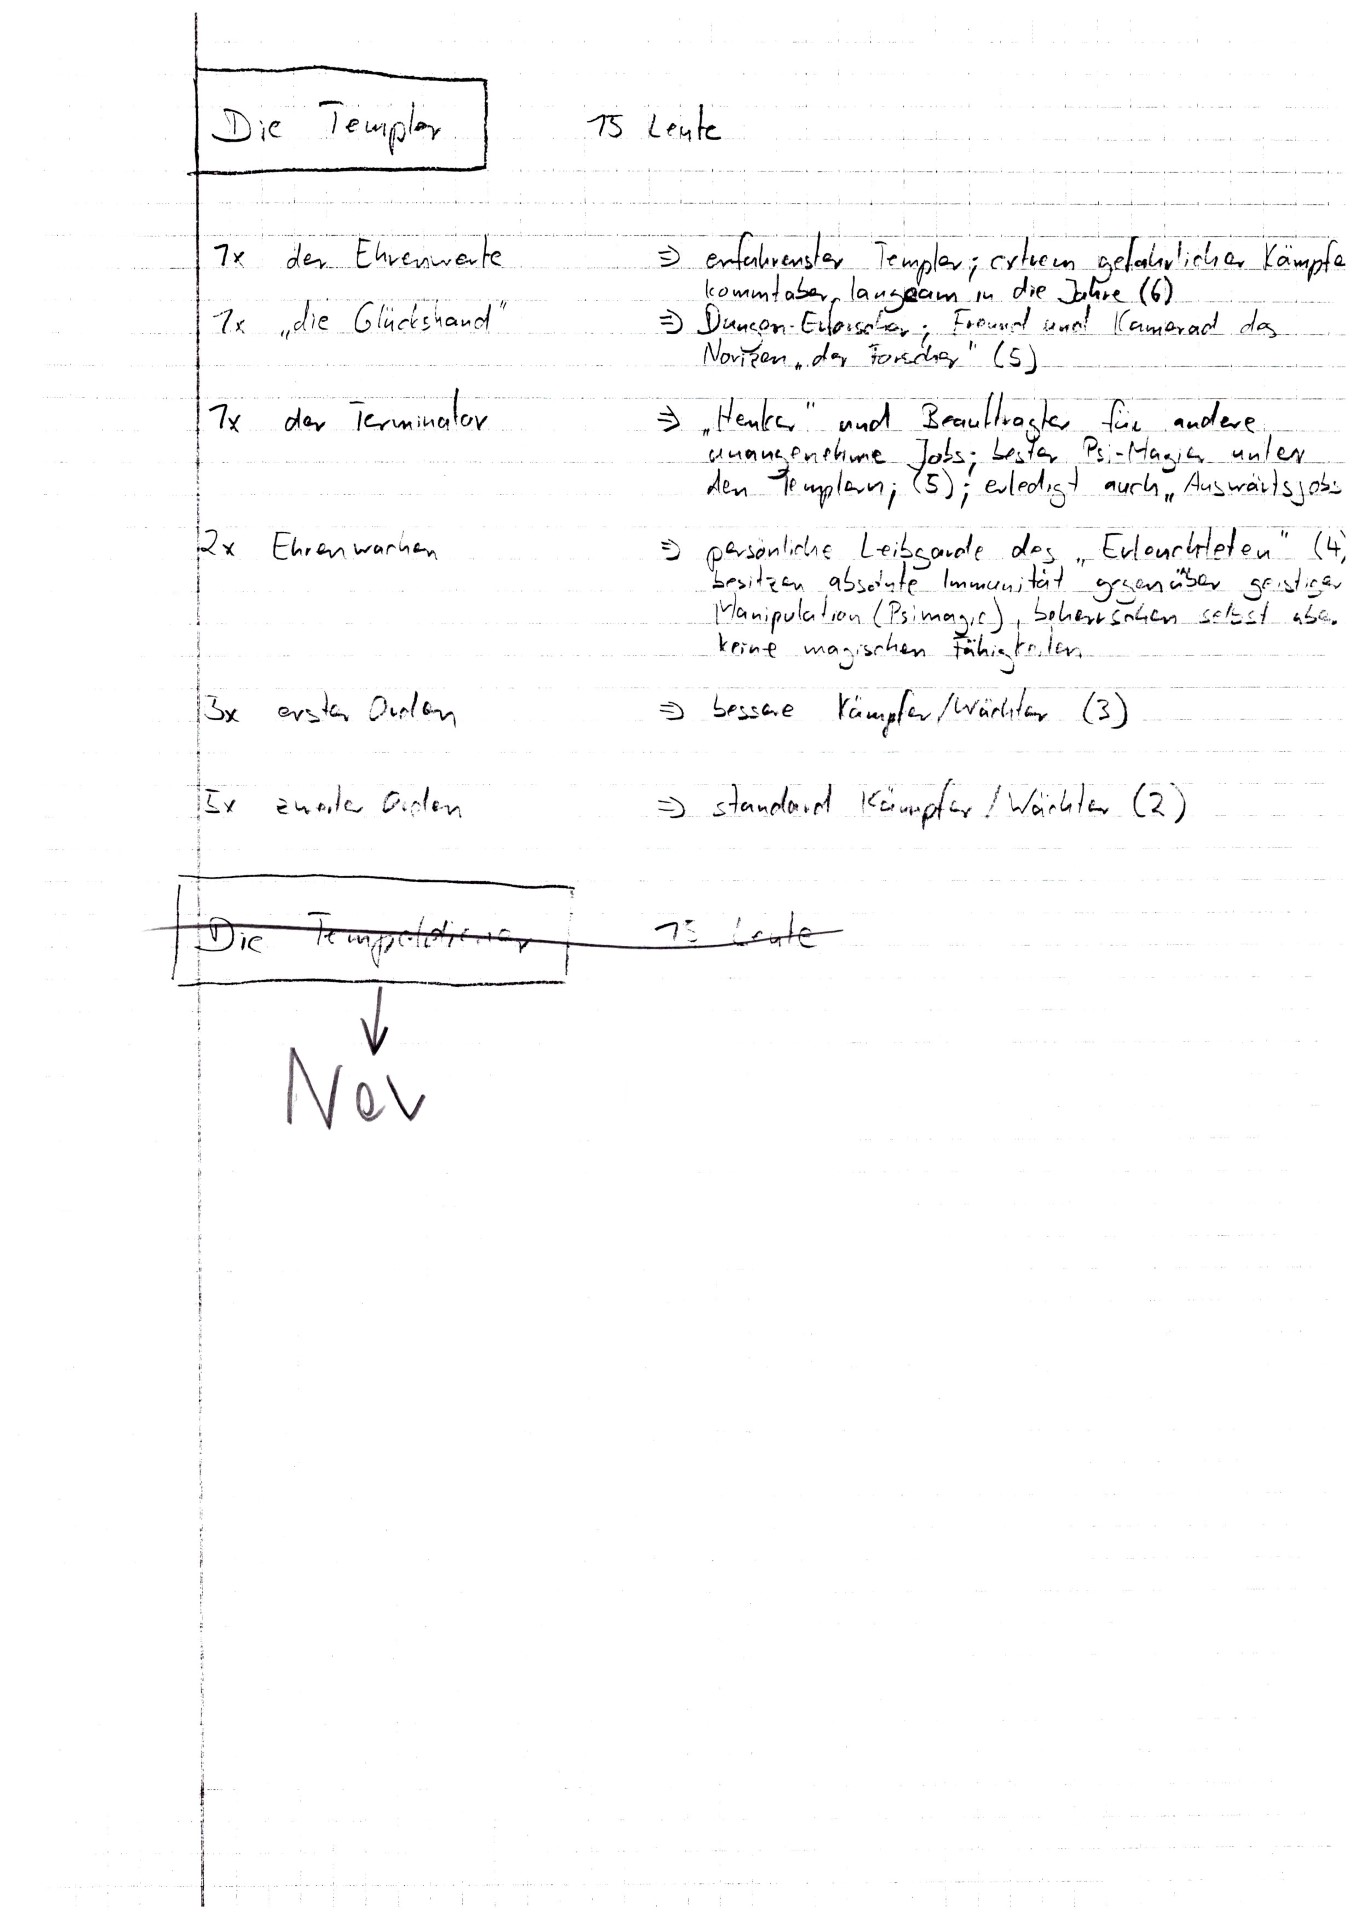 Die Templer 15 Leute
1x der Ehrenwerte => erfahrenster Templer; extrem gefährlicher Kämpfe
kommt aber langsam in die Jahre (6)
1x „die Glückshand" => Dungeon-Erforscher; Freund und Kamerad des
Novizen „der Forscher" (5)
1x der Terminator => „Henker" und Beauftragter für andere
unangenehme Jobs; bester Psi-Magier unter
den Templern; (5); erledigt auch „Auswärtsjobs
2x Ehrenwachen => persönliche Leibgarde des „Erleuchteten" (4)
besitzen absolute Immunität gegenüber geistiger
Manipulation (Psimagie), beherrschen selbst aber
keine magischen Fähigkeiten
3x erster Orden => bessere Kämpfer/Wächter (3)
5x zweiter Orden => standard Kämpfer/Wächter (2)
Die Tempeldiener 15 Leute